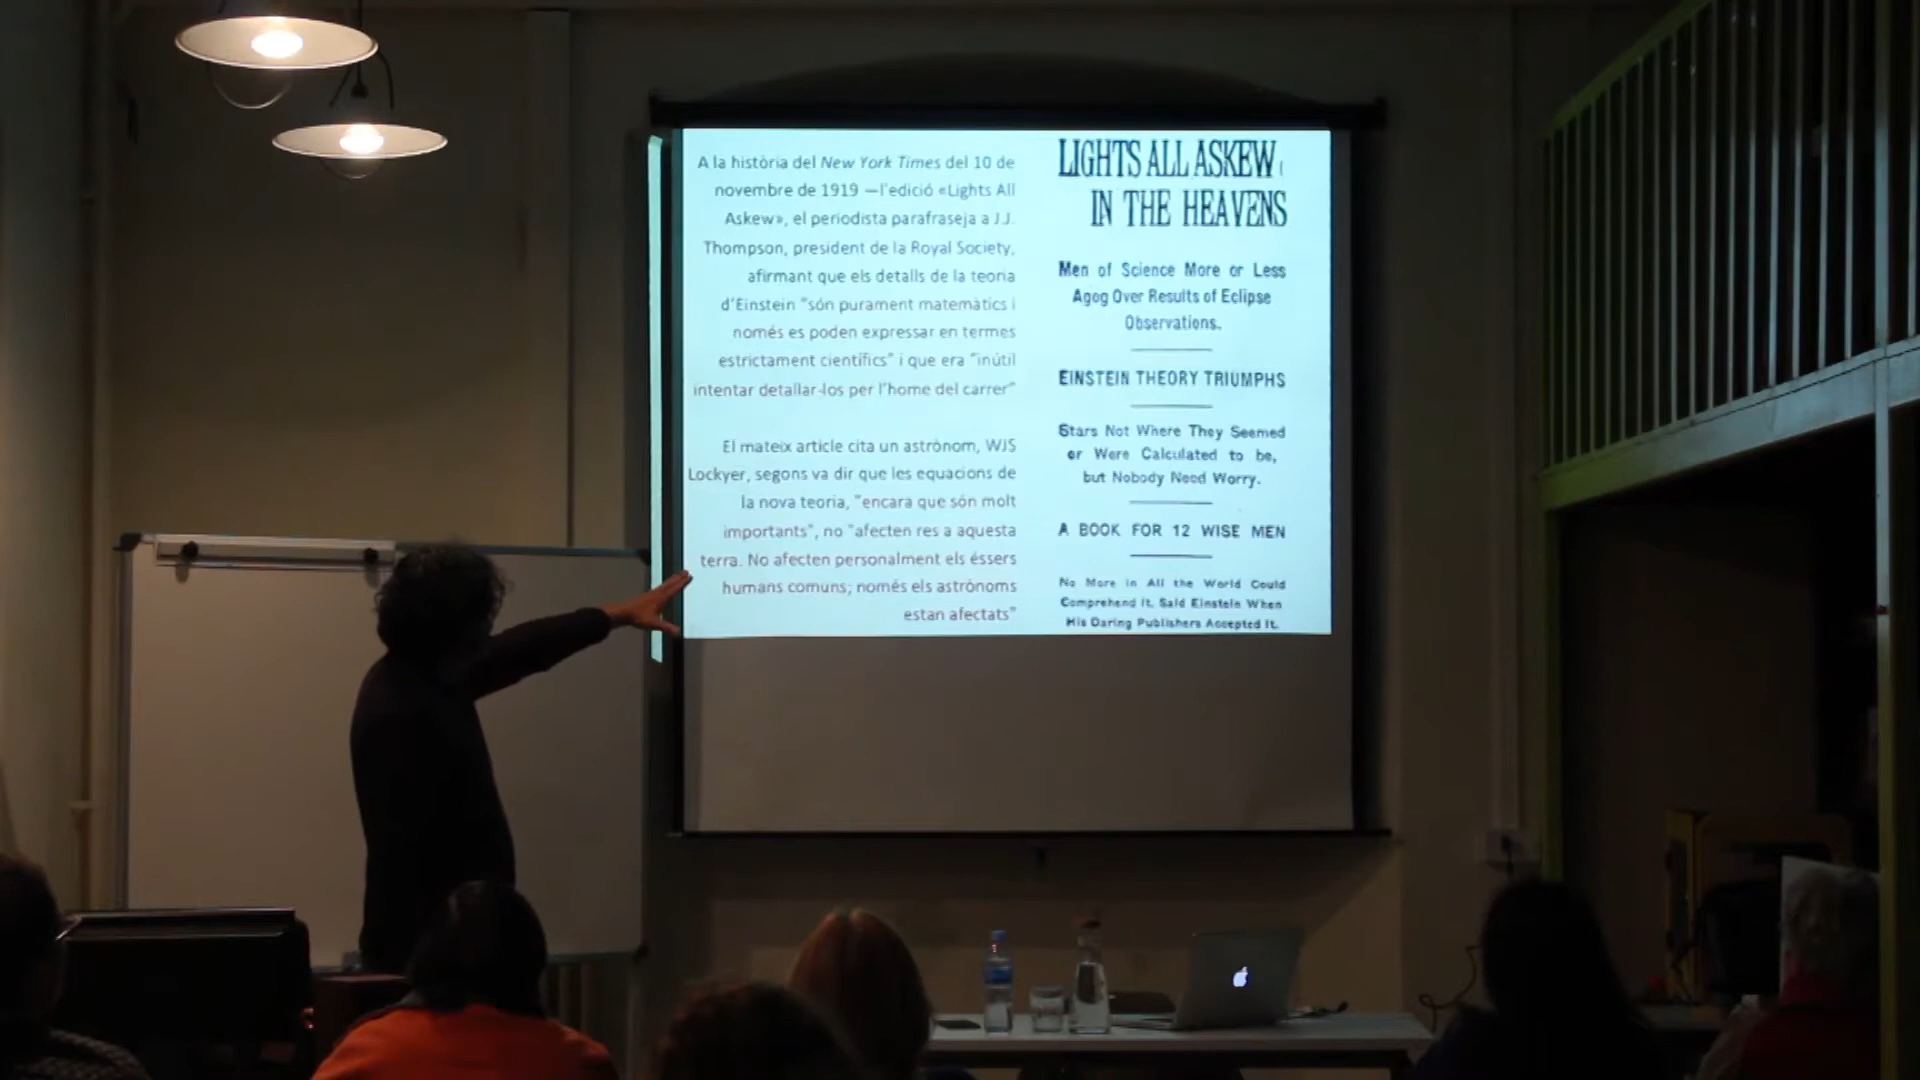 A la història del New York Times del 10 de
novembre de 1919 —l'edició «Lights All
Askew», el periodista parafraseja a J.J.
Thompson, president de la Royal Society,
afirmant que els detalls de la teoria
d'Einstein "són purament matemàtics i
només es poden expressar en termes
estrictament científics" i que era "inútil
intentar detallar-los per l'home del carrer"
El mateix article cita un astrònom, WJS
Lockyer, segons va dir que les equacions de
la nova teoria, "encara que són molt
importants", no "afecten res a aquesta
terra. No afecten personalment els éssers
humans comuns; només els astrònoms
estan afectats"
LIGHTS ALL ASKEW
IN THE HEAVENS
Men of Science More or Less
Agog Over Results of Eclipse
Observations.
EINSTEIN THEORY TRIUMPHS
Stars Not Where They Seemed
or Were Calculated to be,
but Nobody Need Worry.
A BOOK FOR 12 WISE MEN
No More in All the World Could
Comprehend It, Said Einstein When
His Daring Publishers Accepted It.